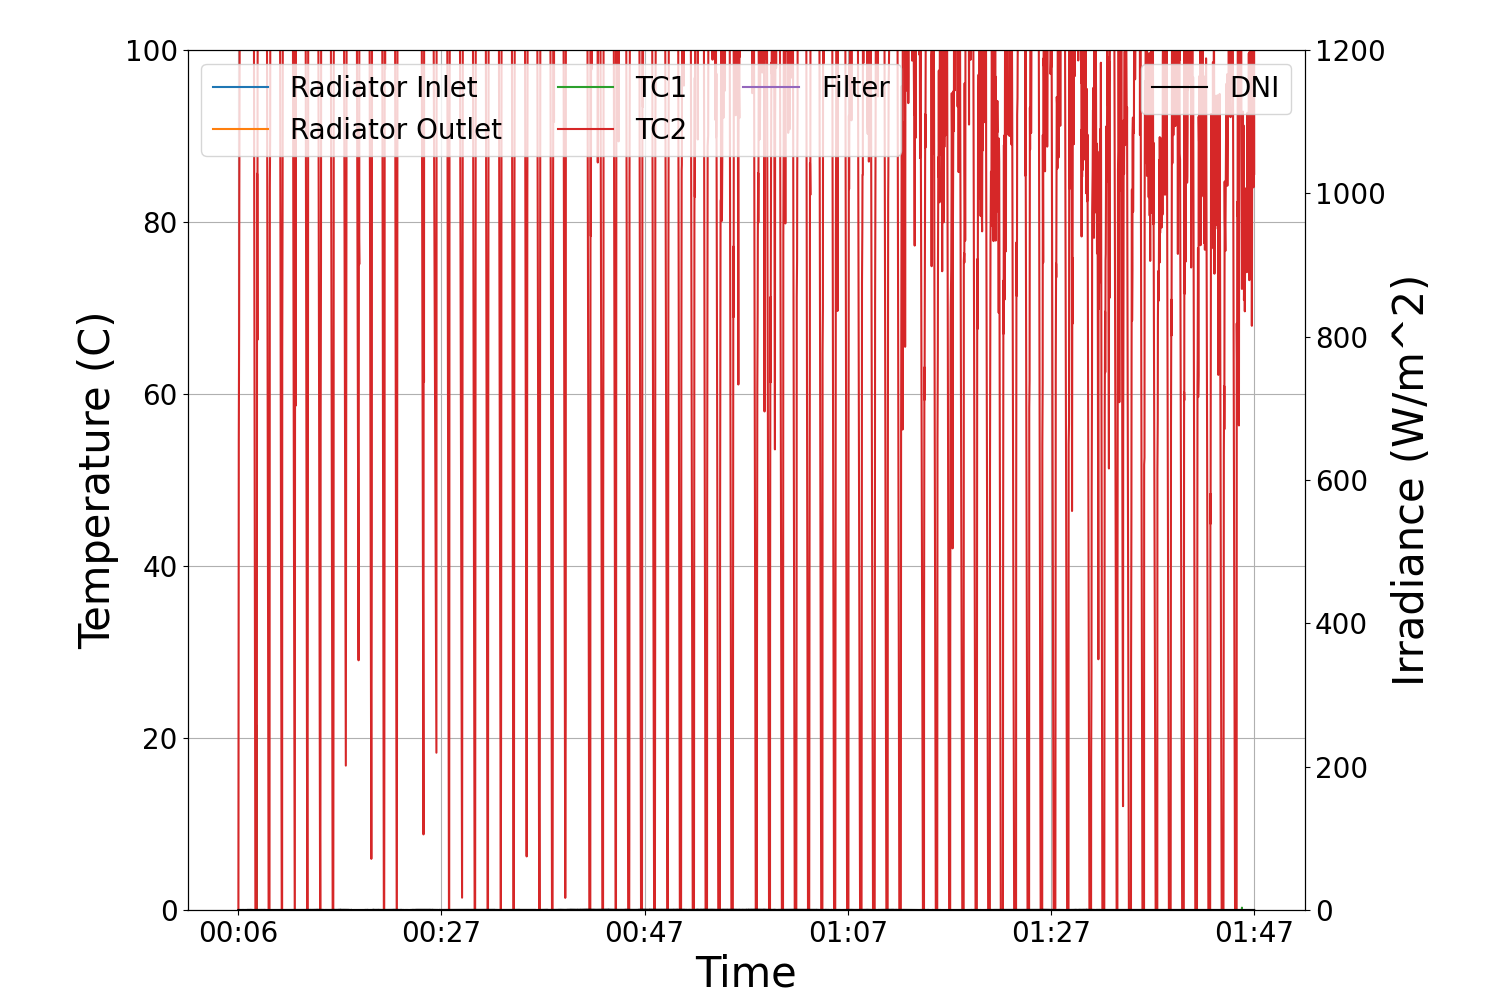 100
80
60
40
20
0
Temperature (C)
Radiator Inlet
Radiator Outlet
TC1
TC2
Filter
DNI
1200
1000
800
600
400
200
0
Irradiance (W/m^2)
00:06
00:27
00:47
01:07
01:27
01:47
Time